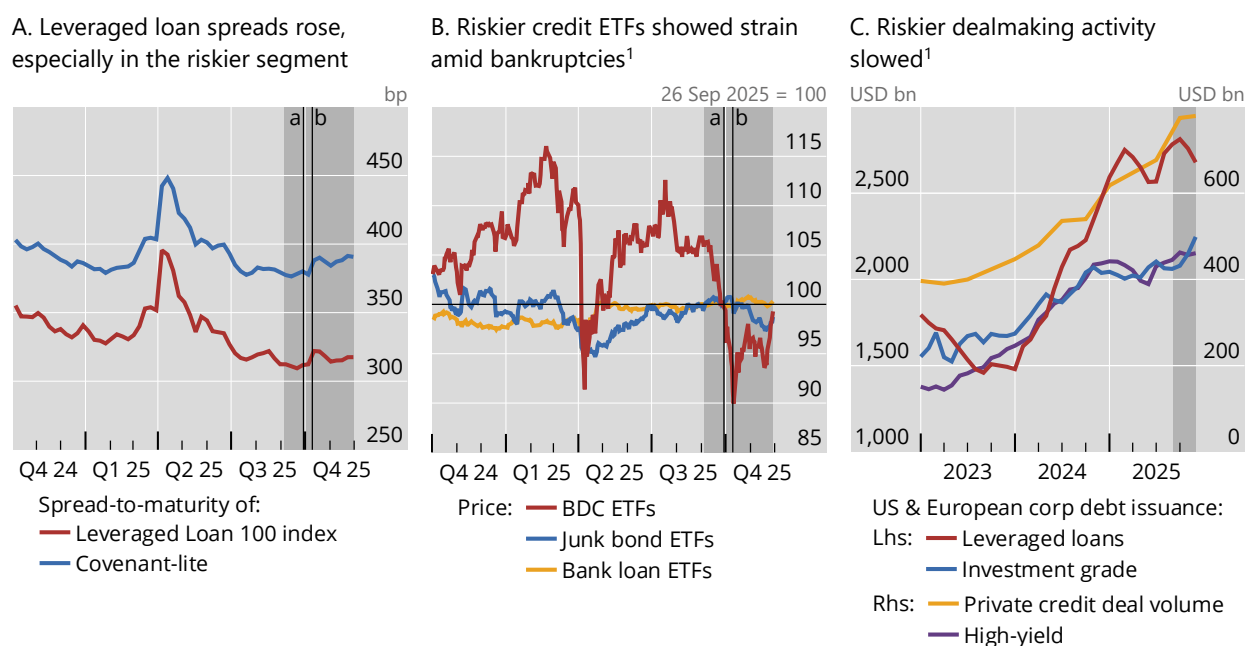 A. Leveraged loan spreads rose,
especially in the riskier segment
bp
a b
450
400
350
300
250
Q4 24 Q1 25 Q2 25 Q3 25 Q4 25
Spread-to-maturity of:
Leveraged Loan 100 index
Covenant-lite
B. Riskier credit ETFs showed strain
amid bankruptcies¹
26 Sep 2025 = 100
a b
115
110
105
100
95
90
85
Q4 24 Q1 25 Q2 25 Q3 25 Q4 25
Price: BDC ETFs
Junk bond ETFs
Bank loan ETFs
C. Riskier dealmaking activity
slowed¹
USD bn USD bn
2,500 600
2,000 400
1,500 200
1,000 0
2023 2024 2025
US & European corp debt issuance:
Lhs: Leveraged loans
Investment grade
Rhs: Private credit deal volume
High-yield